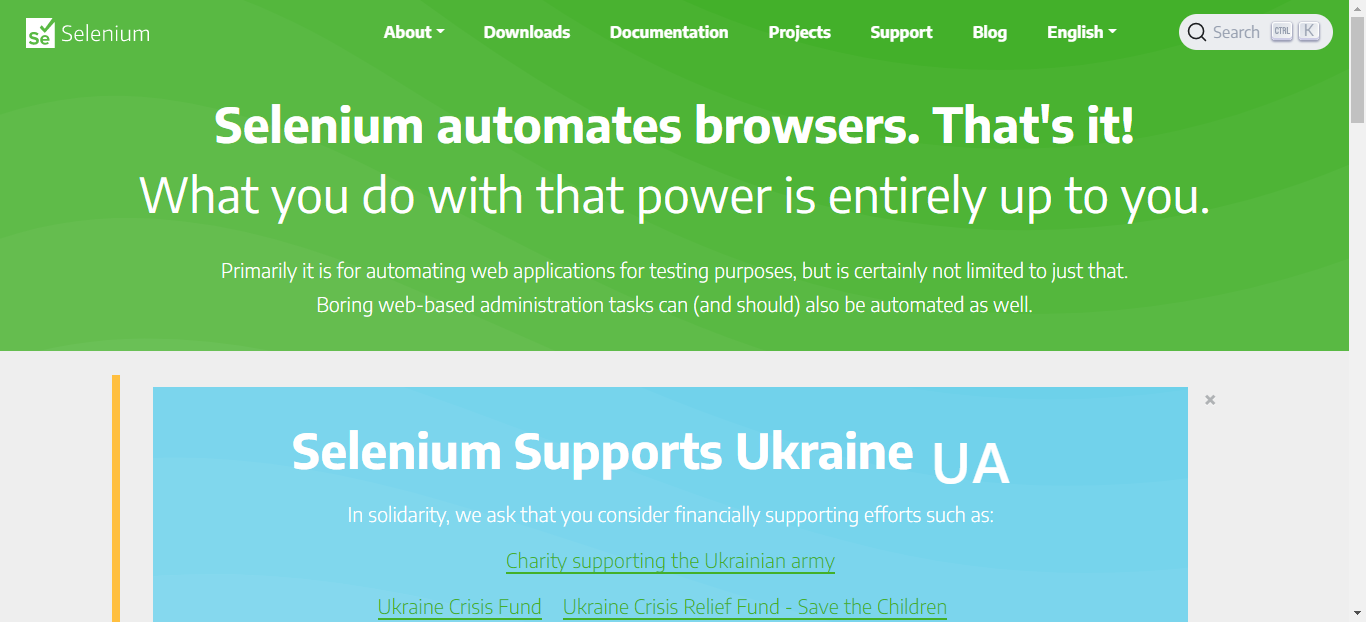 Se Selenium
About Downloads Documentation Projects Support Blog English Search CTRL K
Selenium automates browsers. That's it!
What you do with that power is entirely up to you.
Primarily it is for automating web applications for testing purposes, but is certainly not limited to just that.
Boring web-based administration tasks can (and should) also be automated as well.
×
Selenium Supports Ukraine UA
In solidarity, we ask that you consider financially supporting efforts such as:
Charity supporting the Ukrainian army
Ukraine Crisis Fund Ukraine Crisis Relief Fund - Save the Children